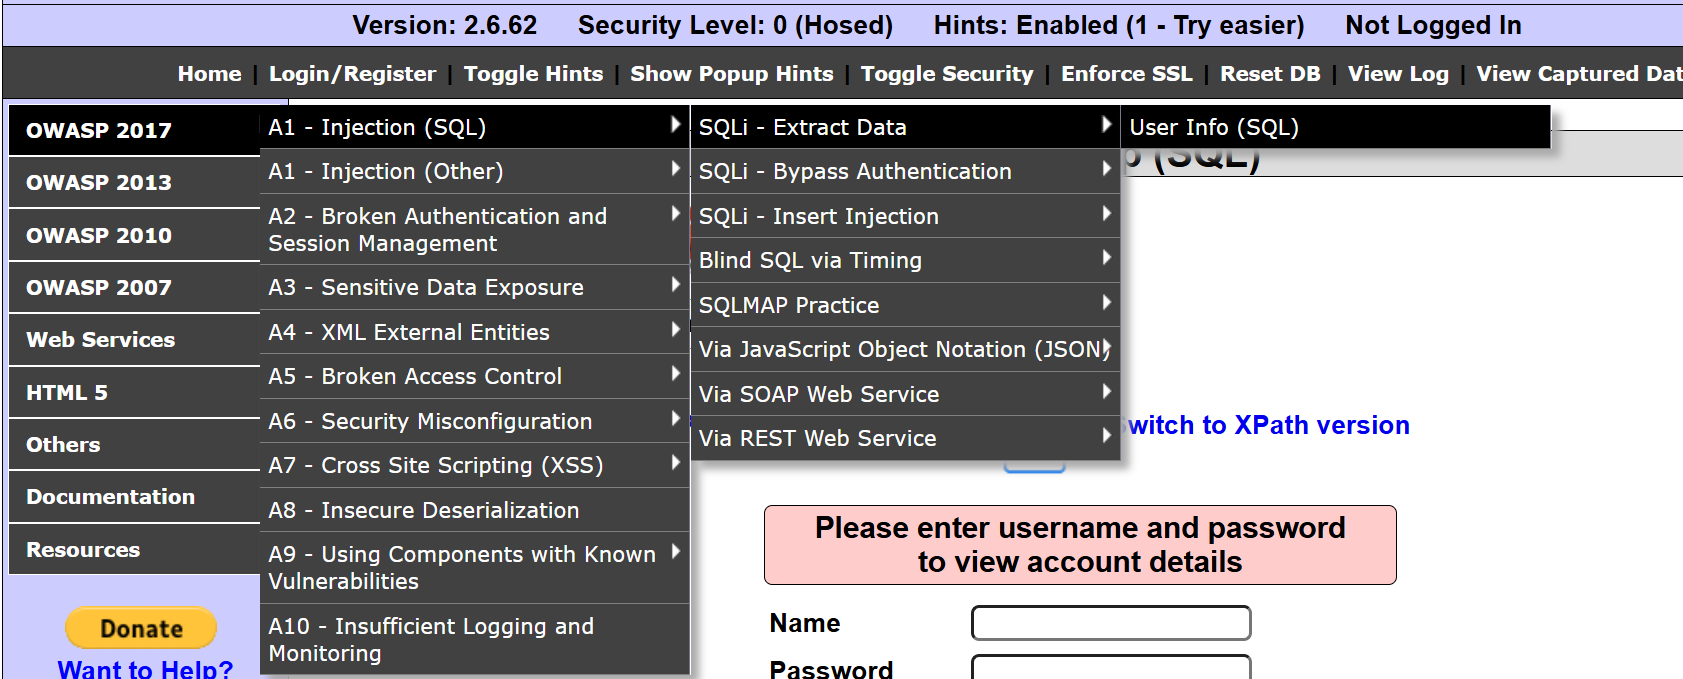 Version: 2.6.62 Security Level: 0 (Hosed) Hints: Enabled (1 - Try easier) Not Logged In
Home | Login/Register | Toggle Hints | Show Popup Hints | Toggle Security | Enforce SSL | Reset DB | View Log | View Captured Dat
OWASP 2017
OWASP 2013
OWASP 2010
OWASP 2007
Web Services
HTML 5
Others
Documentation
Resources
Donate
Want to Help?
A1 - Injection (SQL)
A1 - Injection (Other)
A2 - Broken Authentication and
Session Management
A3 - Sensitive Data Exposure
A4 - XML External Entities
A5 - Broken Access Control
A6 - Security Misconfiguration
A7 - Cross Site Scripting (XSS)
A8 - Insecure Deserialization
A9 - Using Components with Known
Vulnerabilities
A10 - Insufficient Logging and
Monitoring
SQLi - Extract Data
SQLi - Bypass Authentication
SQLi - Insert Injection
Blind SQL via Timing
SQLMAP Practice
Via JavaScript Object Notation (JSON)
Via SOAP Web Service
Via REST Web Service
User Info (SQL)
p (SQL)
witch to XPath version
Please enter username and password
to view account details
Name
Password